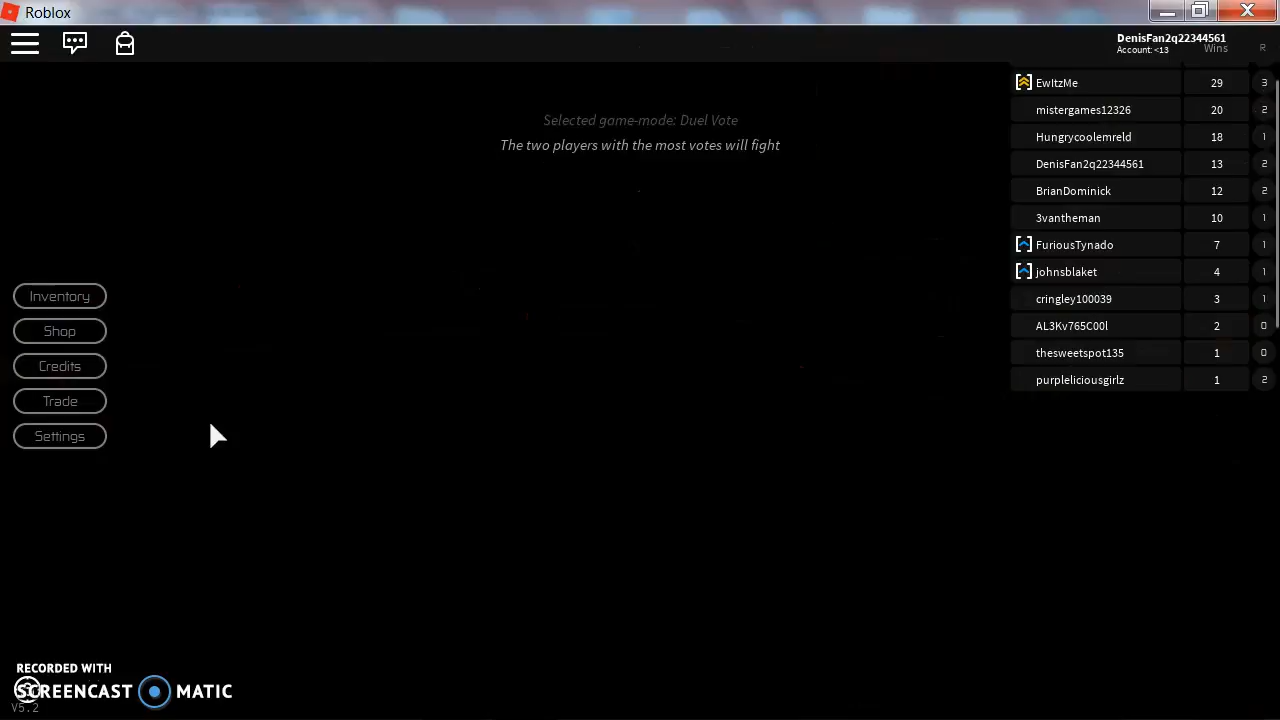 Roblox
DenisFan2q22344561
Account: <13
Wins
R
EwItzMe 29 3
mistergames12326 20 2
Hungrycoolemreld 18 1
DenisFan2q22344561 13 2
BrianDominick 12 2
3vantheman 10 1
FuriousTynado 7 1
johnsblaket 4 1
cringley100039 3 1
AL3Kv765C00l 2 0
thesweetspot135 1 0
purpleliciousgirlz 1 2
Selected game-mode: Duel Vote
The two players with the most votes will fight
Inventory
Shop
Credits
Trade
Settings
RECORDED WITH
SCREENCAST MATIC
V5.2